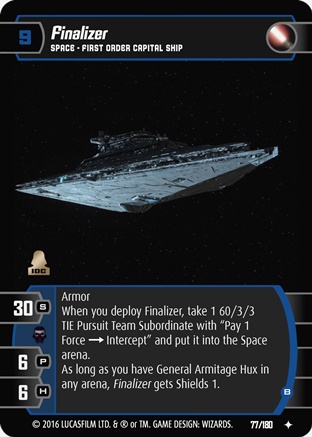 9
Finalizer
SPACE - FIRST ORDER CAPITAL SHIP
IDC
30 S
6 P
6 H
Armor
When you deploy Finalizer, take 1 60/3/3
TIE Pursuit Team Subordinate with “Pay 1
Force → Intercept” and put it into the Space
arena.
As long as you have General Armitage Hux in
any arena, Finalizer gets Shields 1.
B
© 2016 LUCASFILM LTD. & ® or TM. GAME DESIGN: WIZARDS.
77/180